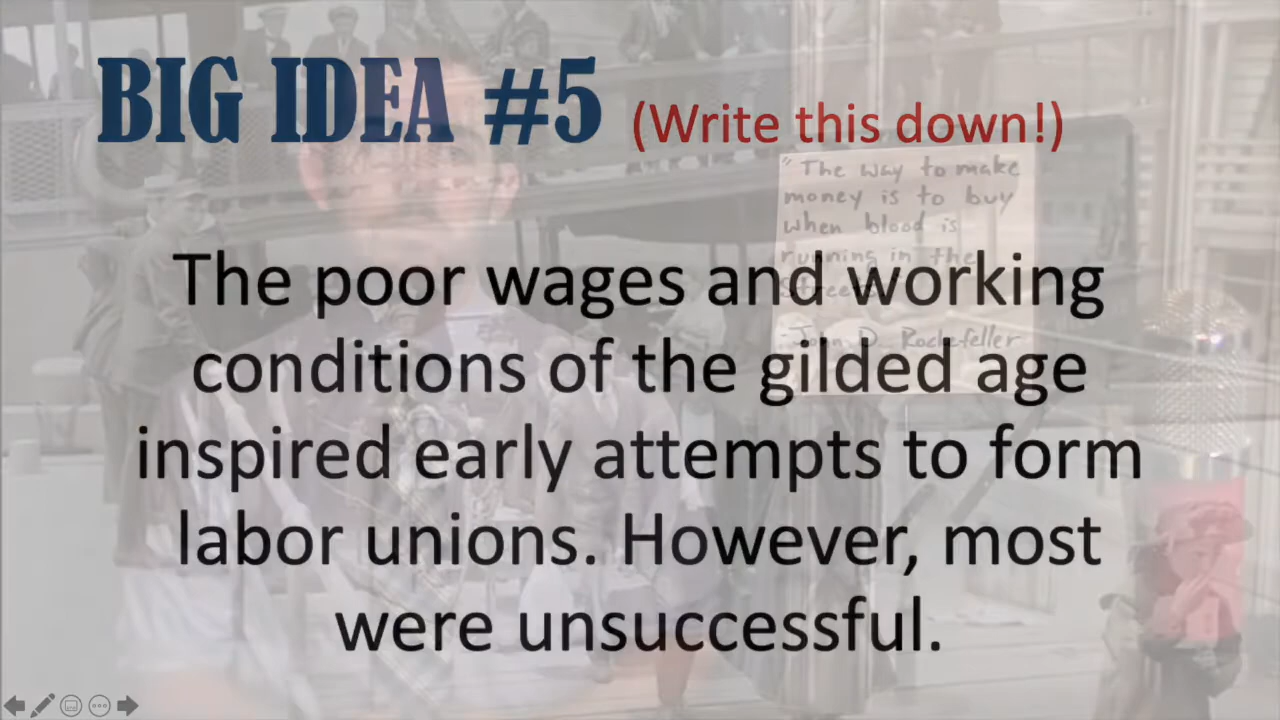 BIG IDEA #5 (Write this down!)
"The way to make
money is to buy
when blood is
running in the
Streets"
-John D. Rockefeller
The poor wages and working
conditions of the gilded age
inspired early attempts to form
labor unions. However, most
were unsuccessful.